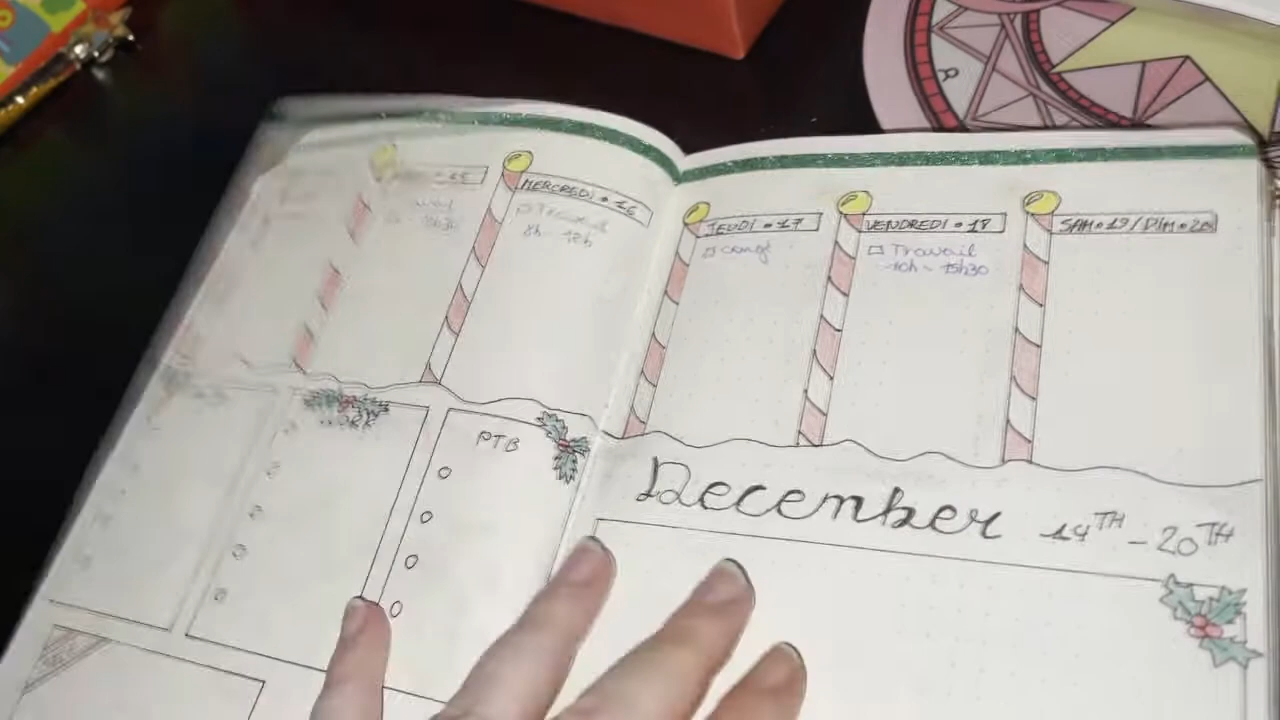 MERCREDI • 16
Travail
8h - 12h
JEUDI • 17
congé
VENDREDI • 18
Travail
10h - 15h30
SAM • 19 / DIM • 20
PTB
December 14TH - 20TH